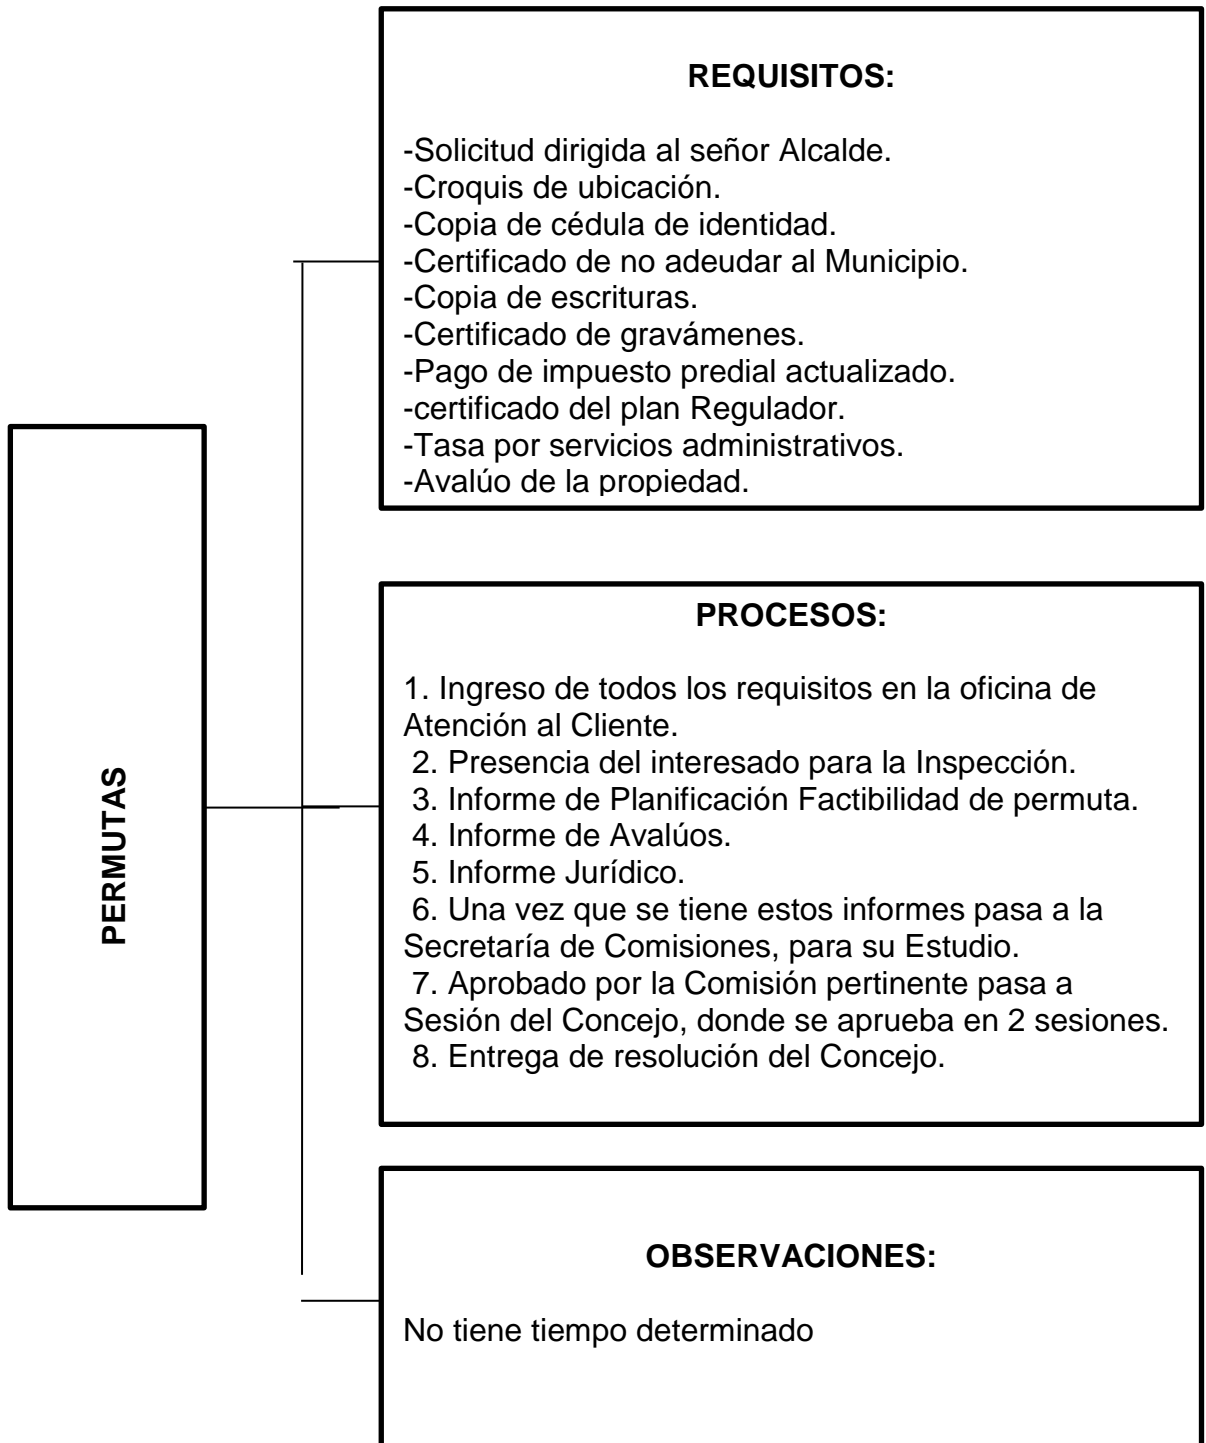 PERMUTAS
REQUISITOS:
-Solicitud dirigida al señor Alcalde.
-Croquis de ubicación.
-Copia de cédula de identidad.
-Certificado de no adeudar al Municipio.
-Copia de escrituras.
-Certificado de gravámenes.
-Pago de impuesto predial actualizado.
-certificado del plan Regulador.
-Tasa por servicios administrativos.
-Avalúo de la propiedad.
PROCESOS:
1. Ingreso de todos los requisitos en la oficina de
Atención al Cliente.
2. Presencia del interesado para la Inspección.
3. Informe de Planificación Factibilidad de permuta.
4. Informe de Avalúos.
5. Informe Jurídico.
6. Una vez que se tiene estos informes pasa a la
Secretaría de Comisiones, para su Estudio.
7. Aprobado por la Comisión pertinente pasa a
Sesión del Concejo, donde se aprueba en 2 sesiones.
8. Entrega de resolución del Concejo.
OBSERVACIONES:
No tiene tiempo determinado